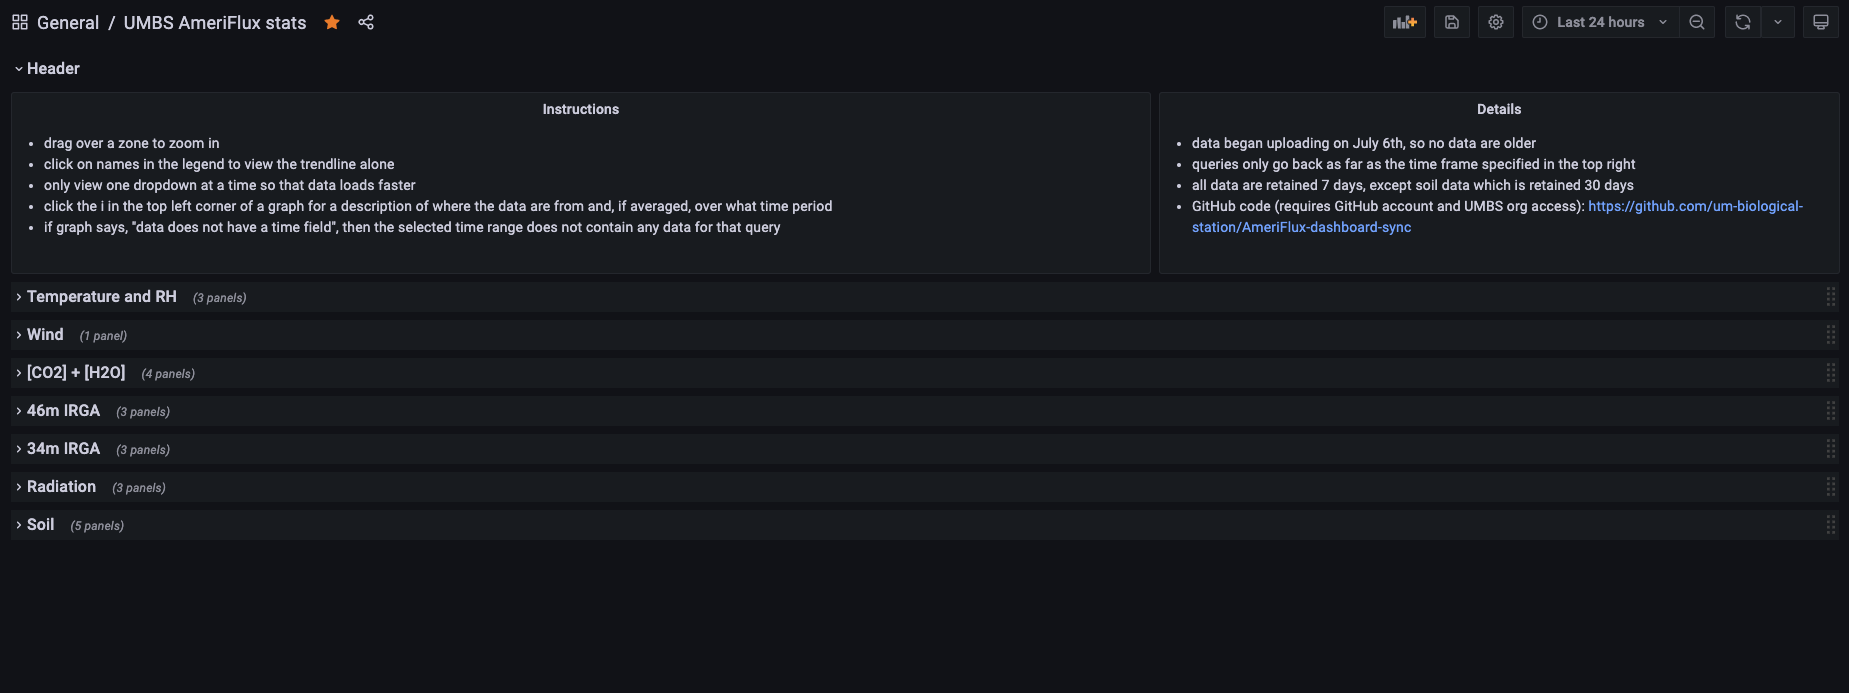 General / UMBS AmeriFlux stats
Last 24 hours
Header
Instructions
• drag over a zone to zoom in
• click on names in the legend to view the trendline alone
• only view one dropdown at a time so that data loads faster
• click the i in the top left corner of a graph for a description of where the data are from and, if averaged, over what time period
• if graph says, "data does not have a time field", then the selected time range does not contain any data for that query
Details
• data began uploading on July 6th, so no data are older
• queries only go back as far as the time frame specified in the top right
• all data are retained 7 days, except soil data which is retained 30 days
• GitHub code (requires GitHub account and UMBS org access): https://github.com/um-biological-
station/AmeriFlux-dashboard-sync
Temperature and RH (3 panels)
Wind (1 panel)
[CO2] + [H2O] (4 panels)
46m IRGA (3 panels)
34m IRGA (3 panels)
Radiation (3 panels)
Soil (5 panels)